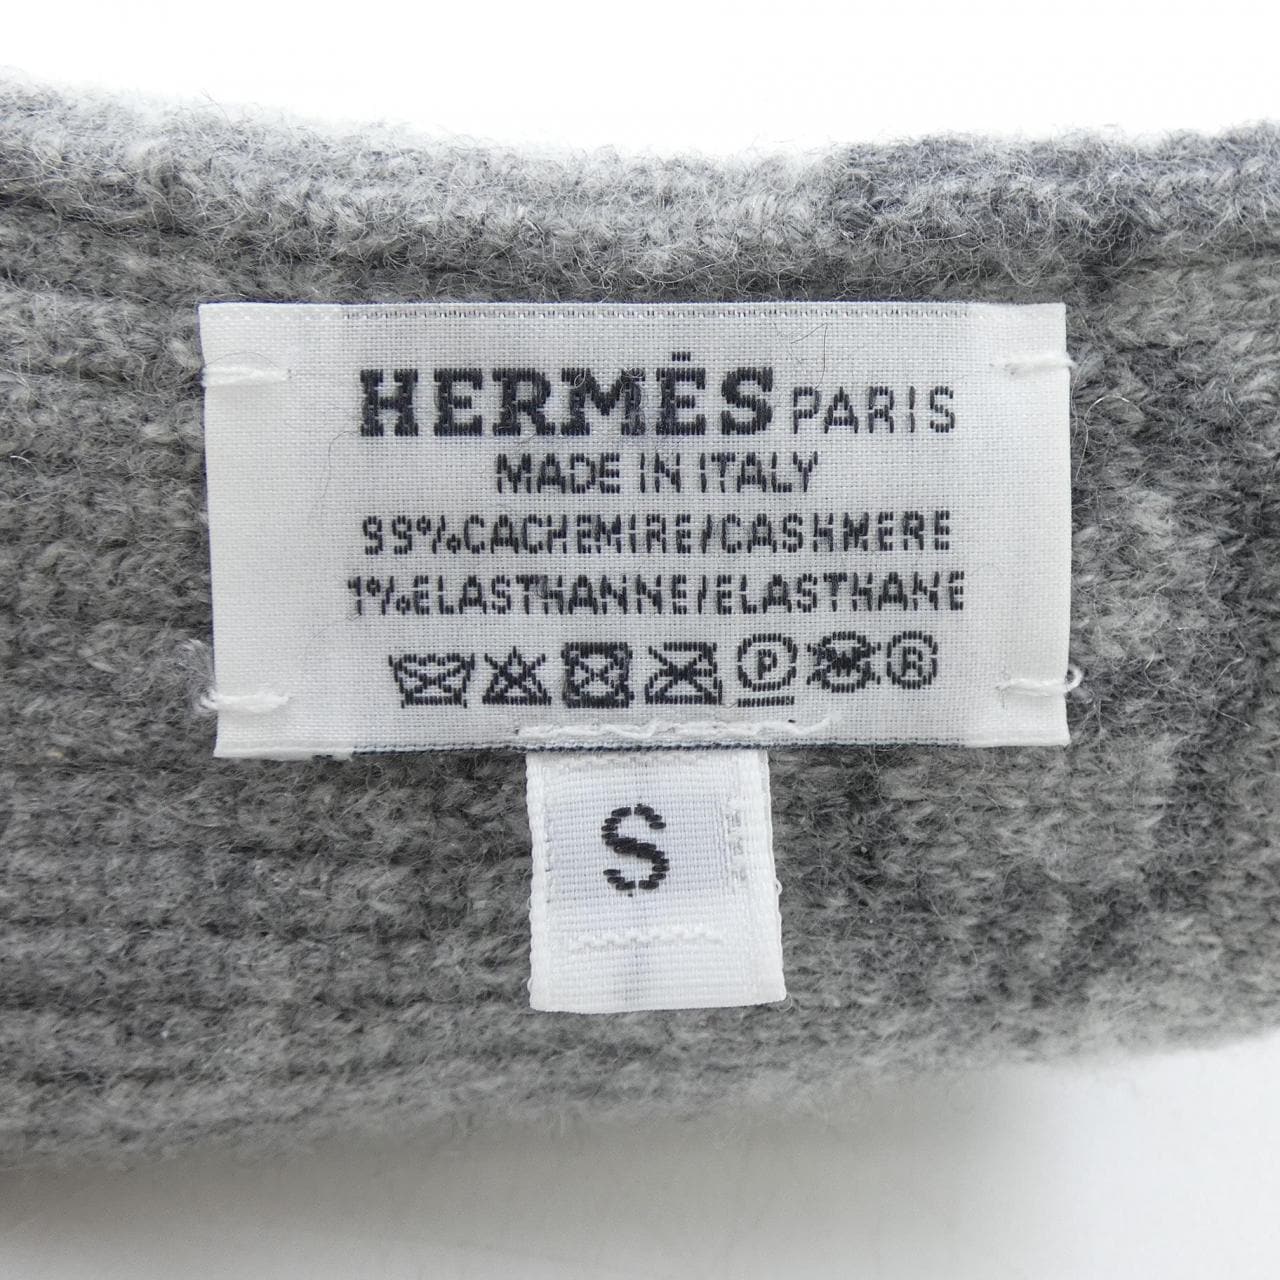 HERMÈS PARIS
MADE IN ITALY
99% CACHEMIRE/CASHMERE
1% ELASTHANNE/ELASTHANE
P R
S